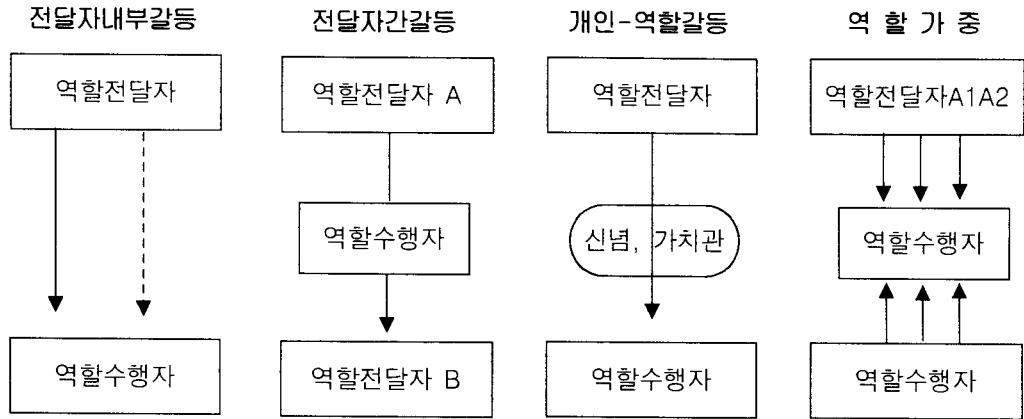 전달자내부갈등 전달자간갈등 개인-역할갈등 역 할 가 중
역할전달자 역할전달자 A 역할전달자 역할전달자A1A2
역할수행자 신념, 가치관 역할수행자
역할수행자 역할전달자 B 역할수행자 역할수행자